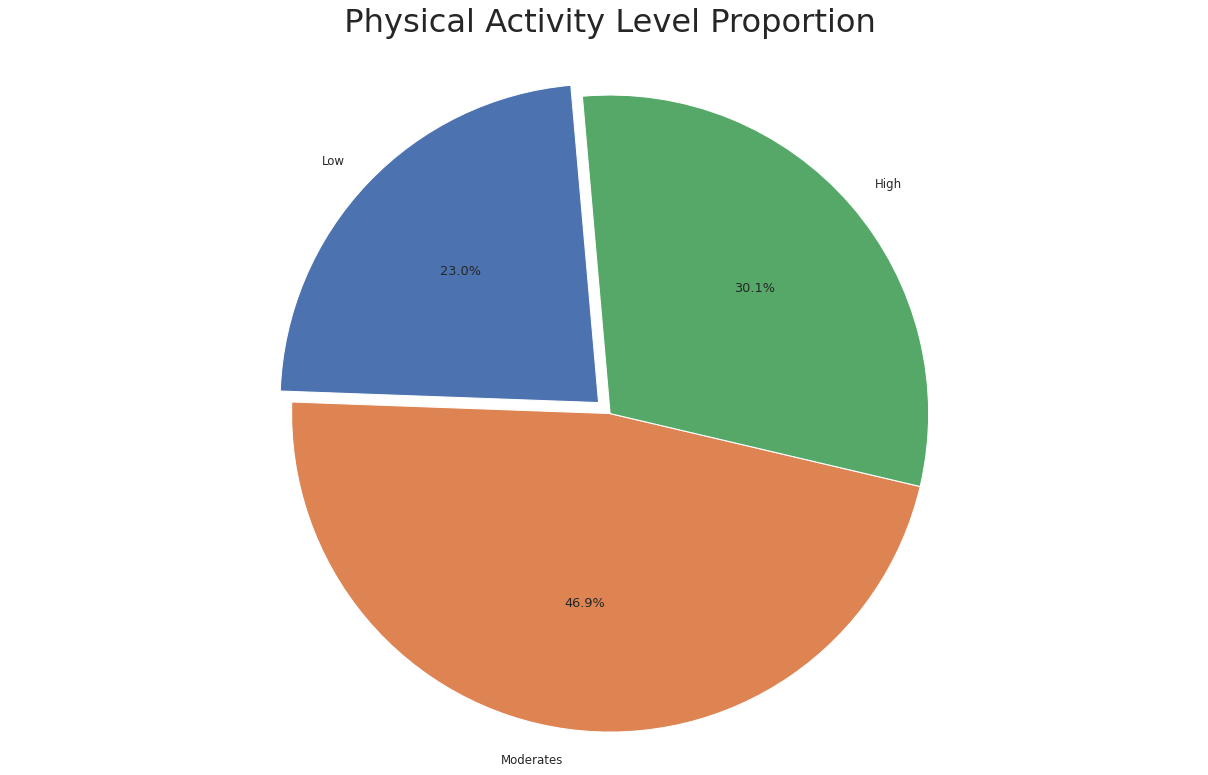 Physical Activity Level Proportion
Low
High
23.0%
30.1%
46.9%
Moderates